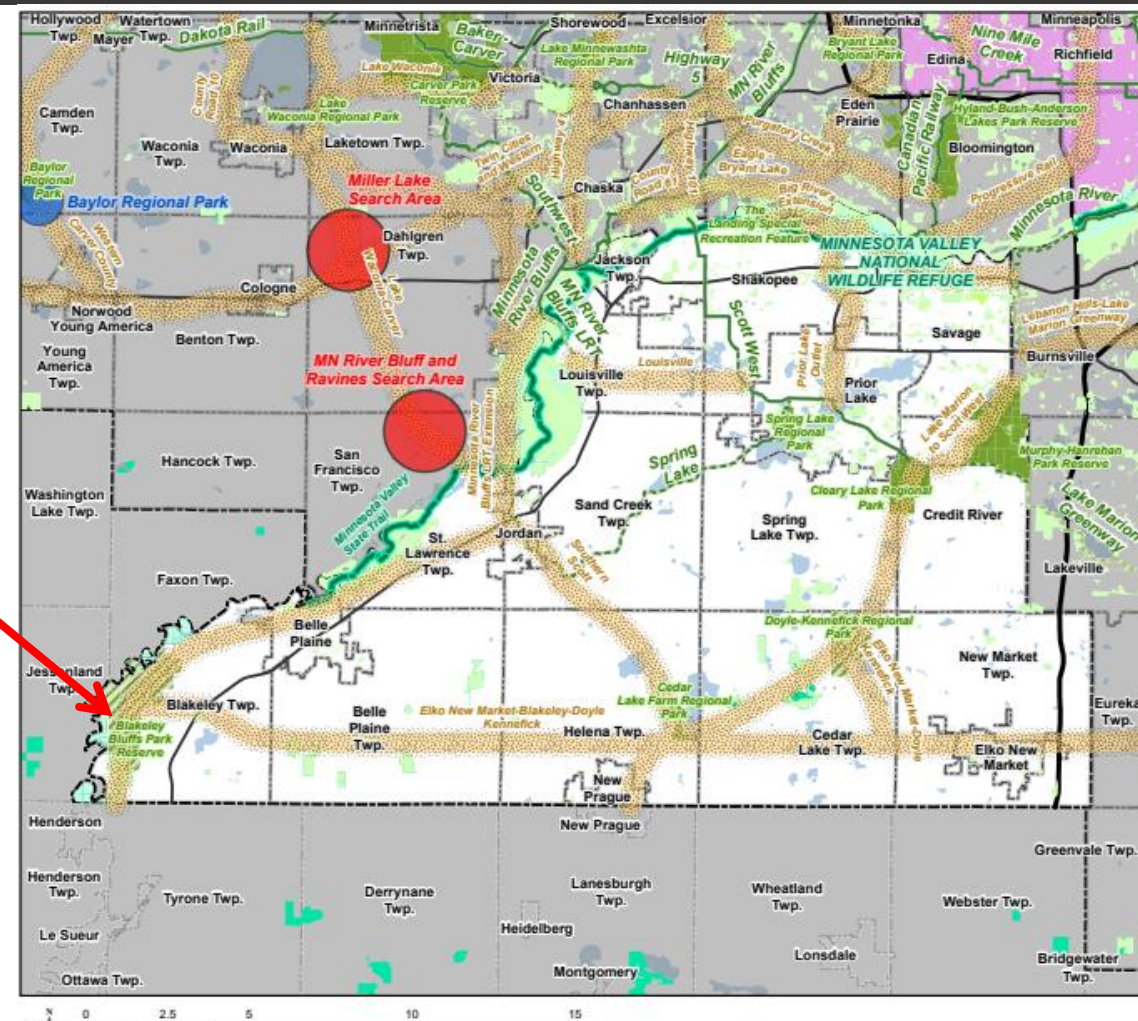 Hollywood
Twp.
Watertown
Twp.
Mayer
Dakota Rail
Minnetrista
Baker-
Carver
Shorewood
Excelsior
Minnetonka
Minneapolis
Lake Minnewashta
Regional Park
Highway
5
MN River
Bluffs
Bryant Lake
Regional Park
Edina
Nine Mile
Creek
Richfield
County
Road 10
Lake Waconia
Victoria
Carver Park
Reserve
Chanhassen
Eden
Prairie
Canadian
Pacific Railway
Hyland-Bush-Anderson
Lakes Park Reserve
Camden
Twp.
Lake
Waconia Regional Park
Waconia
Twp.
Waconia
Laketown Twp.
Bloomington
Baylor
Regional
Park
Baylor Regional Park
Miller Lake
Search Area
Chaska
Southwest
Bryant Lake
The
Landing Special
Recreation Feature
Minnesota River
Western
Carver County
Dahlgren
Twp.
Minnesota
River Bluffs
MN River
Bluffs LRT
Jackson
Twp.
MINNESOTA VALLEY
NATIONAL
WILDLIFE REFUGE
Shakopee
Cologne
Norwood
Young America
Benton Twp.
Scott West
Savage
Lebanon Hills-Lake
Marion Greenway
Burnsville
Young
America
Twp.
MN River Bluff and
Ravines Search Area
Louisville
Louisville
Twp.
Prior Lake
Outlet
Prior
Lake
Minnesota River
Spring Lake
Regional
Park
Lake Marion
to Scott West
Hancock Twp.
San
Francisco
Twp.
Spring
Lake
Murphy-Hanrehan
Park Reserve
Cleary Lake Regional
Park
Washington
Lake Twp.
Minnesota Valley
State Trail
Sand Creek
Twp.
Spring
Lake Twp.
Credit River
Lake Marion
Greenway
Jordan
St.
Lawrence
Twp.
Southern
Scott
Lakeville
Faxon Twp.
Belle
Plaine
Doyle-Kennefick Regional
Park
Elko New Market-Doyle
Kennefick
New Market
Twp.
Jessenland
Twp.
Blakeley Twp.
Blakeley
Bluffs Park
Reserve
Belle
Plaine
Twp.
Elko New Market-Blakeley-Doyle
Kennefick
Cedar
Lake Farm Regional
Park
Helena Twp.
Cedar
Lake Twp.
Elko New
Market
Eureka
Twp.
New
Prague
Henderson
New Prague
Greenvale Twp.
Henderson
Twp.
Tyrone Twp.
Derrynane
Twp.
Lanesburgh
Twp.
Wheatland
Twp.
Webster Twp.
Le Sueur
Heidelberg
Lonsdale
Ottawa Twp.
Montgomery
Bridgewater
Twp.
N
0 2.5 5 10 15